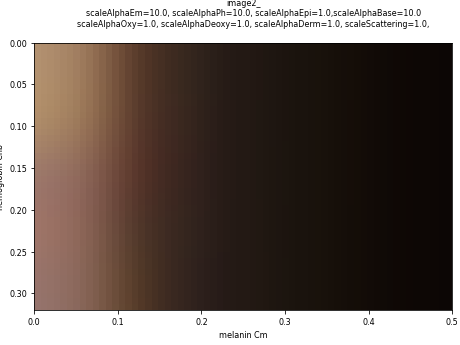 image2_
scaleAlphaEm=10.0, scaleAlphaPh=10.0, scaleAlphaEpi=1.0,scaleAlphaBase=10.0
scaleAlphaOxy=1.0, scaleAlphaDeoxy=1.0, scaleAlphaDerm=1.0, scaleScattering=1.0,
0.00
0.05
0.10
0.15
0.20
0.25
0.30
0.0 0.1 0.2 0.3 0.4 0.5
melanin Cm